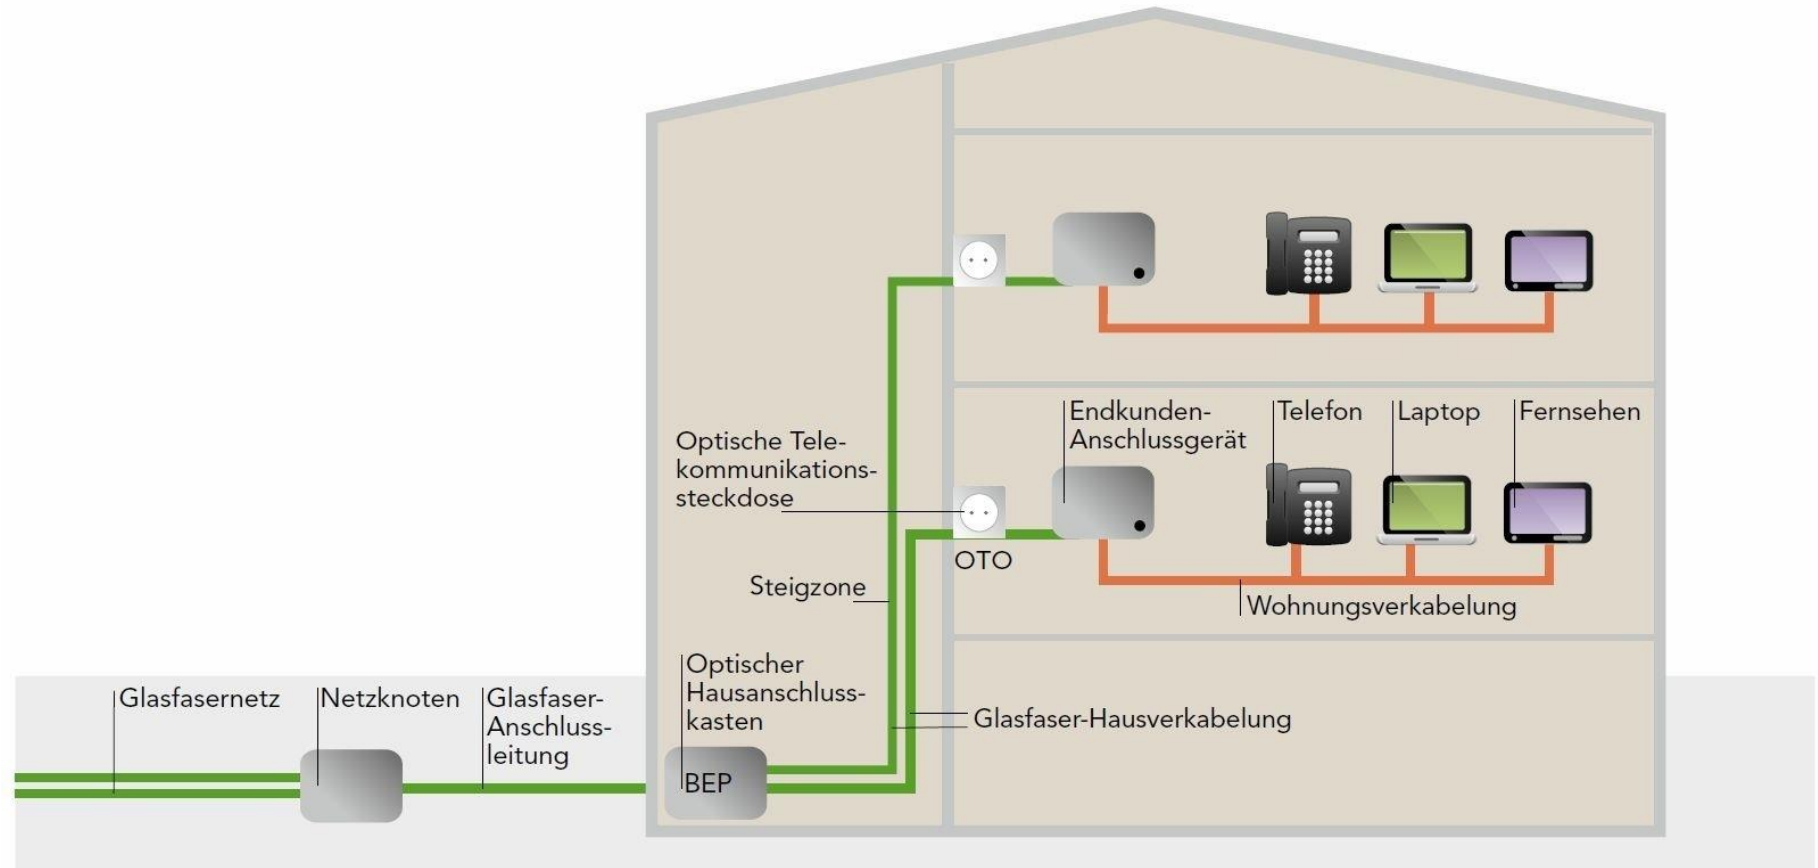 Endkunden-
Anschlussgerät
Telefon
Laptop
Fernsehen
Optische Tele-
kommunikations-
steckdose
OTO
Steigzone
Wohnungsverkabelung
Optischer
Hausanschluss-
kasten
Glasfasernetz
Netzknoten
Glasfaser-
Anschluss-
leitung
Glasfaser-Hausverkabelung
BEP